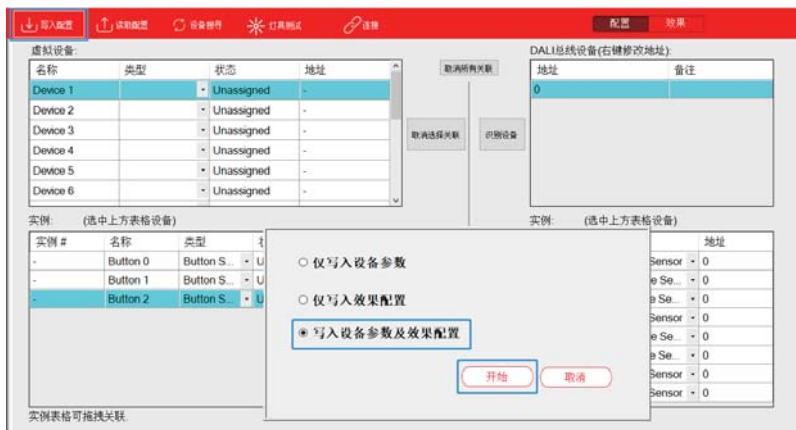 写入配置 读取配置 设备搜寻 灯具测试 连接 配置 效果
虚拟设备: DALI总线设备(右键修改地址):
名称 类型 状态 地址 取消所有关联 地址 备注
Device 1 Unassigned - 0
Device 2 Unassigned -
Device 3 Unassigned - 取消选择关联 识别设备
Device 4 Unassigned -
Device 5 Unassigned -
Device 6 Unassigned -
实例: (选中上方表格设备) 实例: (选中上方表格设备)
实例 # 名称 类型 地址
- Button 0 Button S... U 仅写入设备参数 Sensor 0
- Button 1 Button S... U e Se... 0
- Button 2 Button S... U 仅写入效果配置 e Se... 0
Sensor 0
写入设备参数及效果配置 e Se... 0
e Se... 0
开始 取消 Sensor 0
Sensor 0
实例表格可拖拽关联.